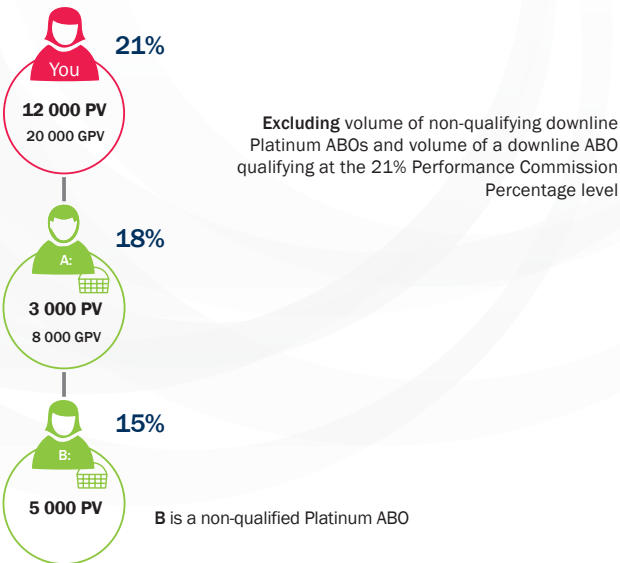 21%
You
12 000 PV
20 000 GPV
Excluding volume of non-qualifying downline
Platinum ABOs and volume of a downline ABO
qualifying at the 21% Performance Commission
Percentage level
18%
A:
3 000 PV
8 000 GPV
15%
B:
5 000 PV
B is a non-qualified Platinum ABO